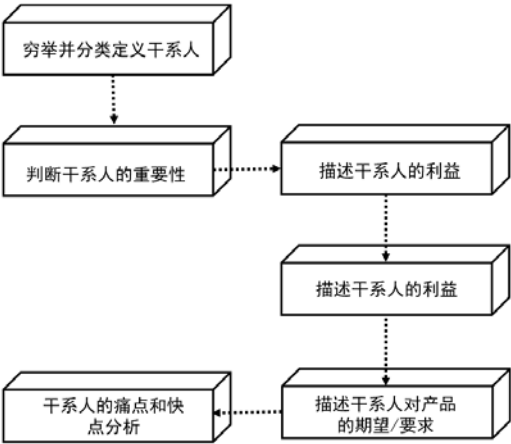 穷举并分类定义干系人
判断干系人的重要性
描述干系人的利益
描述干系人的利益
描述干系人对产品
的期望/要求
干系人的痛点和快
点分析